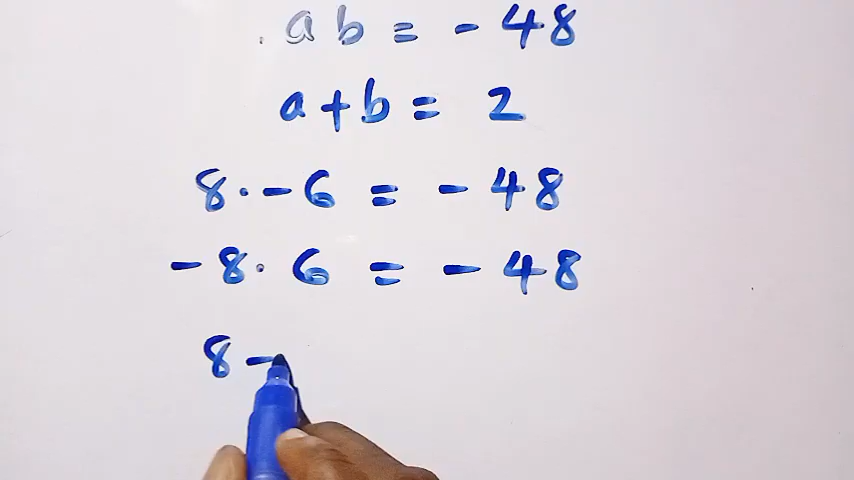 ab = - 48
a + b = 2
8 · - 6 = - 48
- 8 · 6 = - 48
8 -